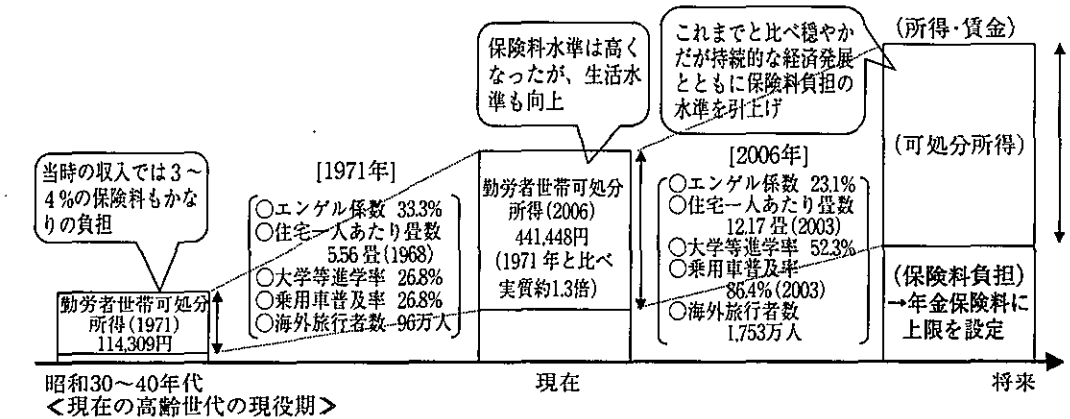 当時の収入では3～
4%の保険料もかな
りの負担
勤労者世帯可処分
所得(1971)
114,309円
[1971年]
○エンゲル係数 33.3%
○住宅一人あたり畳数
5.56畳(1968)
○大学等進学率 26.8%
○乗用車普及率 26.8%
○海外旅行者数 96万人
保険料水準は高く
なったが、生活水
準も向上
勤労者世帯可処分
所得(2006)
441,448円
(1971年と比べ
実質約1.3倍)
これまでと比べ穏やか
だが持続的な経済発展
とともに保険料負担の
水準を引上げ
[2006年]
○エンゲル係数 23.1%
○住宅一人あたり畳数
12.17畳(2003)
○大学等進学率 52.3%
○乗用車普及率
86.4%(2003)
○海外旅行者数
1,753万人
(所得・賃金)
(可処分所得)
(保険料負担)
→年金保険料に
上限を設定
昭和30～40年代
＜現在の高齢世代の現役期＞
現在
将来